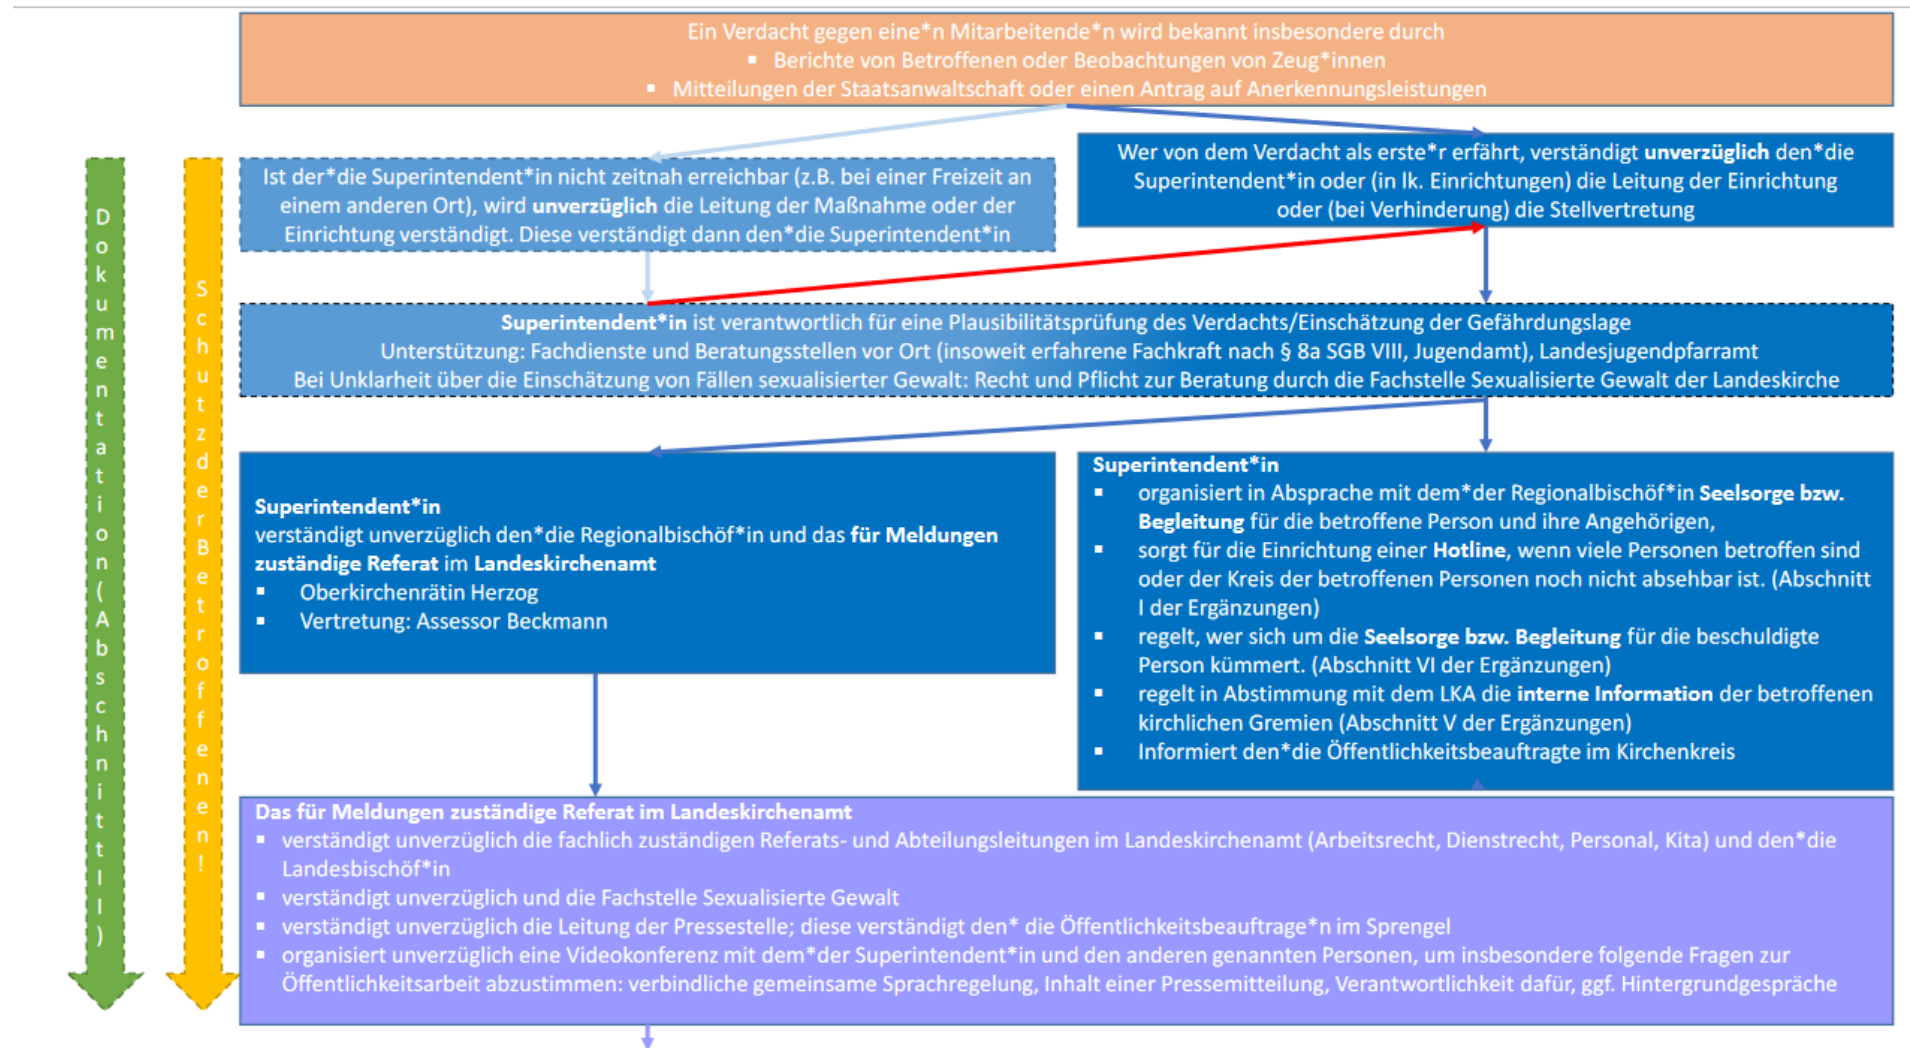 Ein Verdacht gegen eine*n Mitarbeitende*n wird bekannt insbesondere durch
▪ Berichte von Betroffenen oder Beobachtungen von Zeug*innen
▪ Mitteilungen der Staatsanwaltschaft oder einen Antrag auf Anerkennungsleistungen
Dokumentation (Abschnitt II)
Schutz der Betroffenen!
Ist der*die Superintendent*in nicht zeitnah erreichbar (z.B. bei einer Freizeit an
einem anderen Ort), wird unverzüglich die Leitung der Maßnahme oder der
Einrichtung verständigt. Diese verständigt dann den*die Superintendent*in
Wer von dem Verdacht als erste*r erfährt, verständigt unverzüglich den*die
Superintendent*in oder (in lk. Einrichtungen) die Leitung der Einrichtung
oder (bei Verhinderung) die Stellvertretung
Superintendent*in ist verantwortlich für eine Plausibilitätsprüfung des Verdachts/Einschätzung der Gefährdungslage
Unterstützung: Fachdienste und Beratungsstellen vor Ort (insoweit erfahrene Fachkraft nach § 8a SGB VIII, Jugendamt), Landesjugendpfarramt
Bei Unklarheit über die Einschätzung von Fällen sexualisierter Gewalt: Recht und Pflicht zur Beratung durch die Fachstelle Sexualisierte Gewalt der Landeskirche
Superintendent*in
verständigt unverzüglich den*die Regionalbischöf*in und das für Meldungen
zuständige Referat im Landeskirchenamt
▪ Oberkirchenrätin Herzog
▪ Vertretung: Assessor Beckmann
Superintendent*in
▪ organisiert in Absprache mit dem*der Regionalbischöf*in Seelsorge bzw.
Begleitung für die betroffene Person und ihre Angehörigen,
▪ sorgt für die Einrichtung einer Hotline, wenn viele Personen betroffen sind
oder der Kreis der betroffenen Personen noch nicht absehbar ist. (Abschnitt
I der Ergänzungen)
▪ regelt, wer sich um die Seelsorge bzw. Begleitung für die beschuldigte
Person kümmert. (Abschnitt VI der Ergänzungen)
▪ regelt in Abstimmung mit dem LKA die interne Information der betroffenen
kirchlichen Gremien (Abschnitt V der Ergänzungen)
▪ Informiert den*die Öffentlichkeitsbeauftragte im Kirchenkreis
Das für Meldungen zuständige Referat im Landeskirchenamt
▪ verständigt unverzüglich die fachlich zuständigen Referats- und Abteilungsleitungen im Landeskirchenamt (Arbeitsrecht, Dienstrecht, Personal, Kita) und den*die
Landesbischöf*in
▪ verständigt unverzüglich und die Fachstelle Sexualisierte Gewalt
▪ verständigt unverzüglich die Leitung der Pressestelle; diese verständigt den* die Öffentlichkeitsbeauftrage*n im Sprengel
▪ organisiert unverzüglich eine Videokonferenz mit dem*der Superintendent*in und den anderen genannten Personen, um insbesondere folgende Fragen zur
Öffentlichkeitsarbeit abzustimmen: verbindliche gemeinsame Sprachregelung, Inhalt einer Pressemitteilung, Verantwortlichkeit dafür, ggf. Hintergrundgespräche